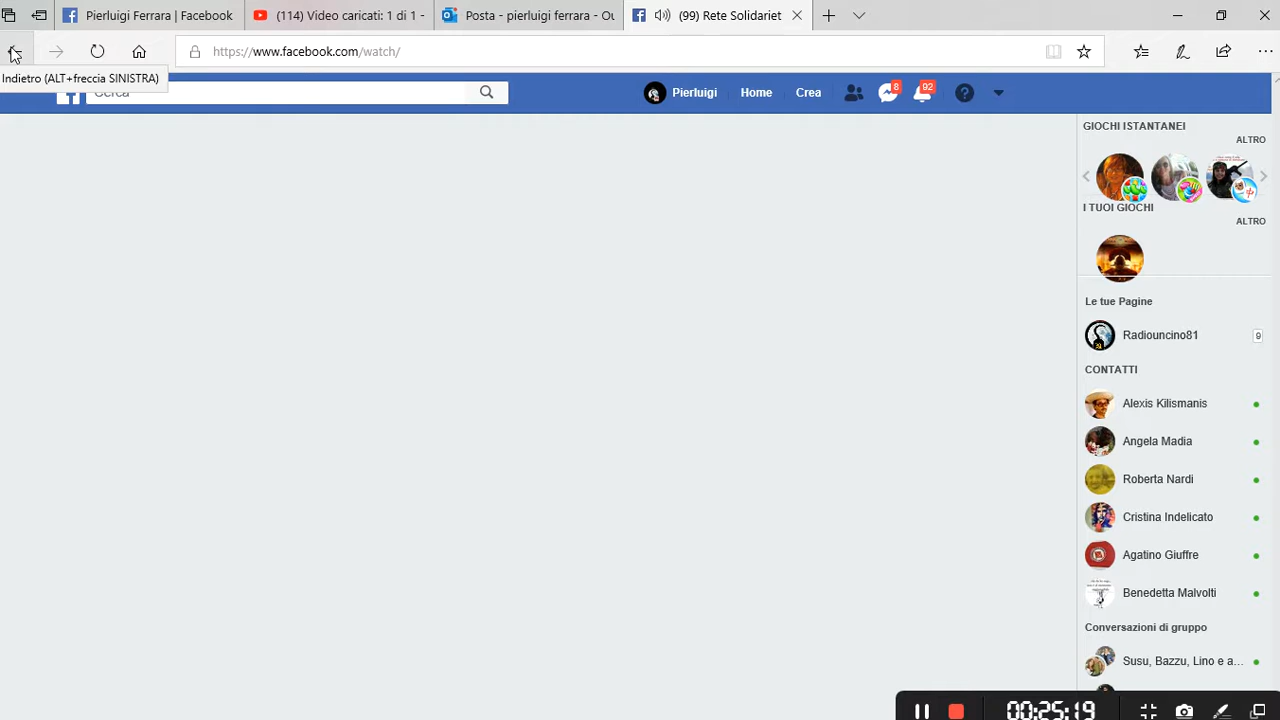 Pierluigi Ferrara | Facebook
(114) Video caricati: 1 di 1 -
Posta - pierluigi ferrara - Ou
(99) Rete Solidariet
https://www.facebook.com/watch/
Indietro (ALT+freccia SINISTRA)
Cerca
Pierluigi
Home
Crea
8
92
GIOCHI ISTANTANEI
ALTRO
I TUOI GIOCHI
ALTRO
Le tue Pagine
Radiouncino81
9
CONTATTI
Alexis Kilismanis
Angela Madia
Roberta Nardi
Cristina Indelicato
Agatino Giuffre
Benedetta Malvolti
Conversazioni di gruppo
Susu, Bazzu, Lino e a...
00:25:19